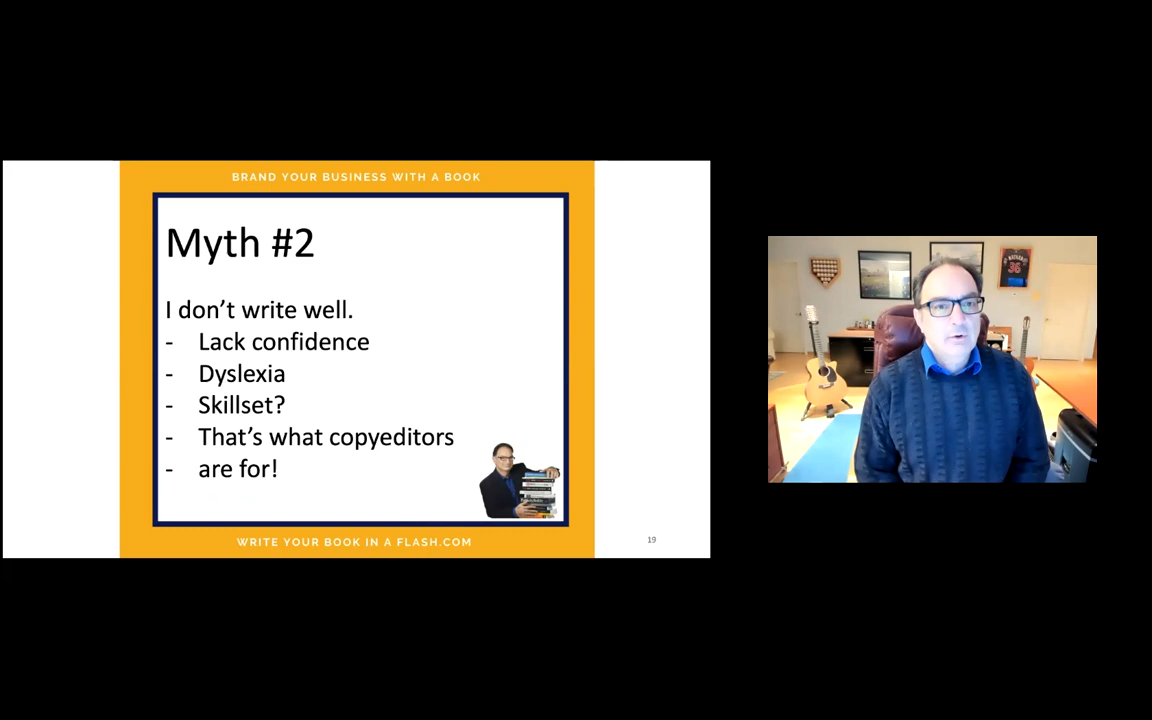 BRAND YOUR BUSINESS WITH A BOOK
Myth #2
I don’t write well.
- Lack confidence
- Dyslexia
- Skillset?
- That’s what copyeditors
- are for!
WRITE YOUR BOOK IN A FLASH.COM
19
36